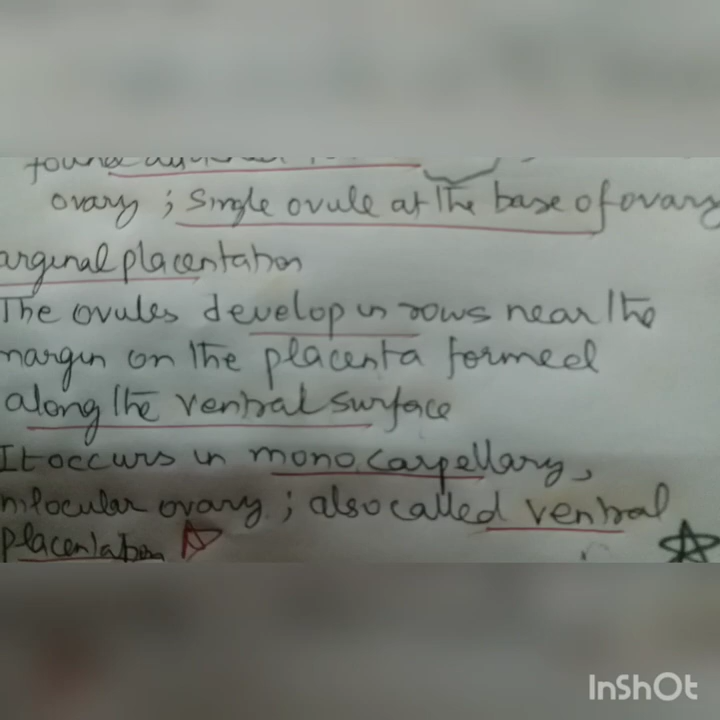 ovary ; Single ovule at the base of ovary
arginal placentation
The ovules develop in rows near the
margin on the placenta formed
along the ventral surface
It occurs in mono carpellary,
nilocular ovary ; also called ventral
placentation
InShOt